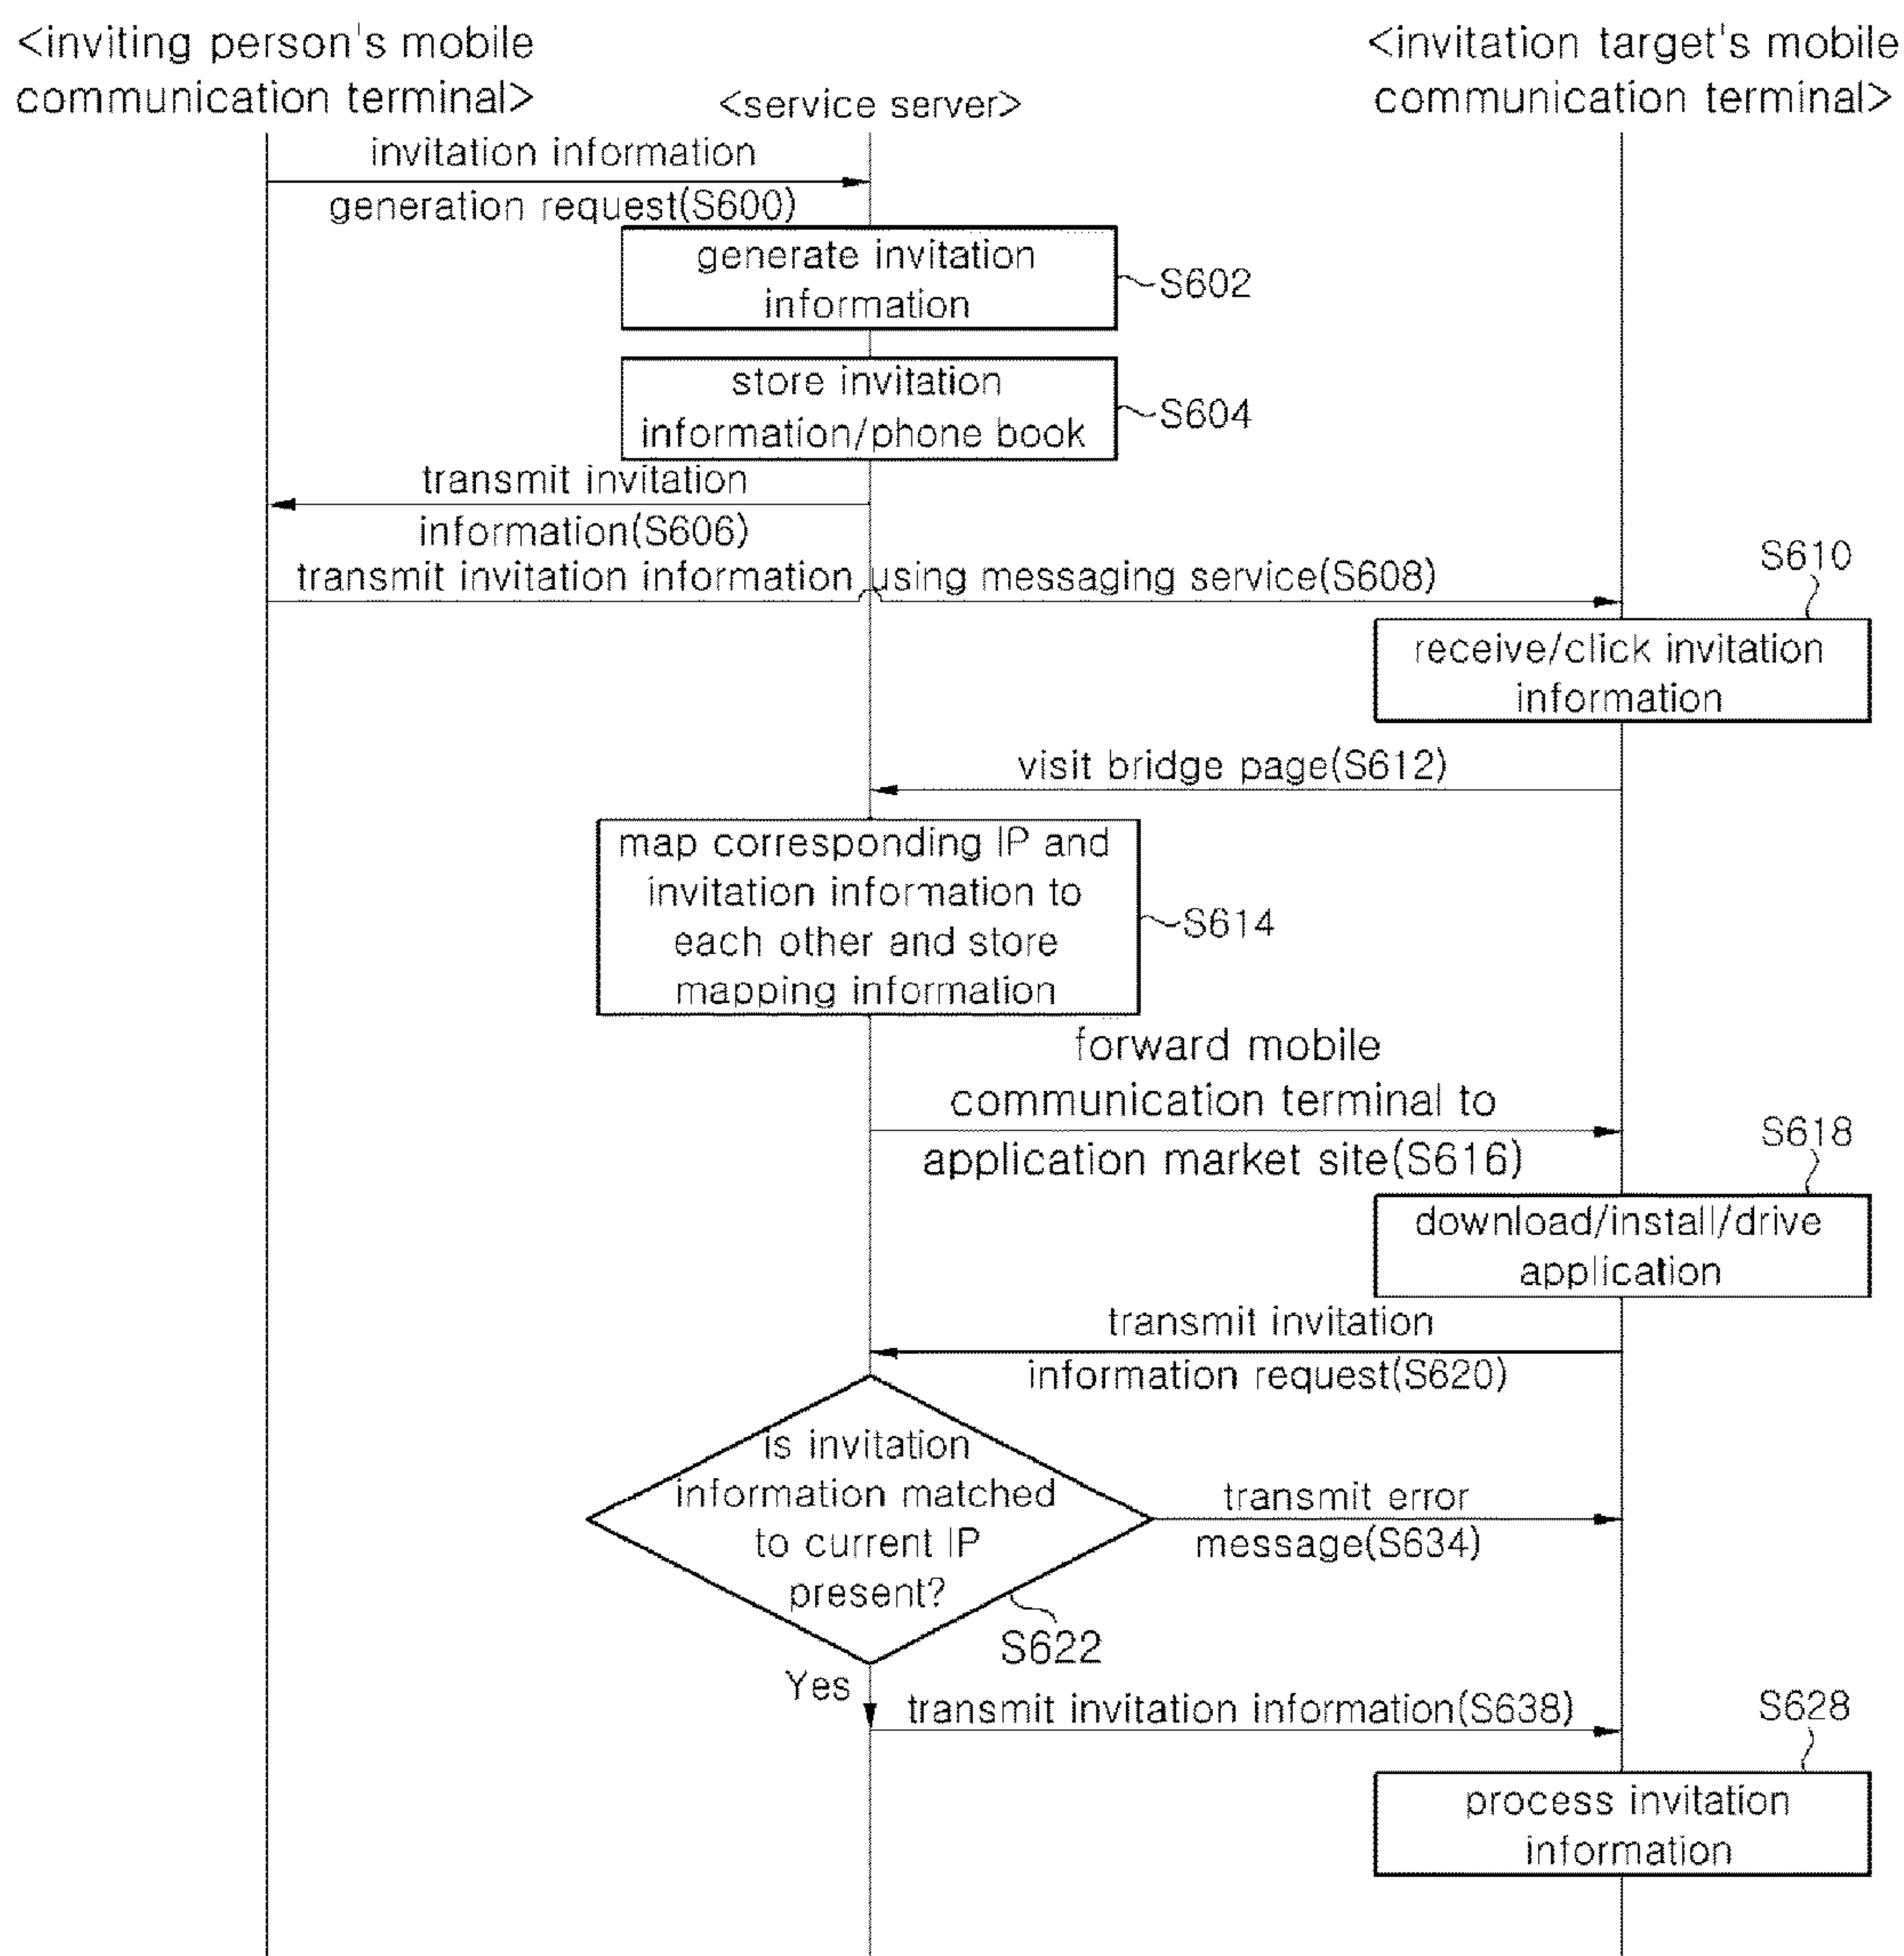 <inviting person's mobile
communication terminal>
<service server>
<invitation target's mobile
communication terminal>
invitation information
generation request(S600)
generate invitation
information
S602
store invitation
information/phone book
S604
transmit invitation
information(S606)
transmit invitation information using messaging service(S608)
S610
receive/click invitation
information
visit bridge page(S612)
map corresponding IP and
invitation information to
each other and store
mapping information
S614
forward mobile
communication terminal to
application market site(S616)
S618
download/install/drive
application
transmit invitation
information request(S620)
is invitation
information matched
to current IP
present?
S622
transmit error
message(S634)
Yes
transmit invitation information(S638)
S628
process invitation
information